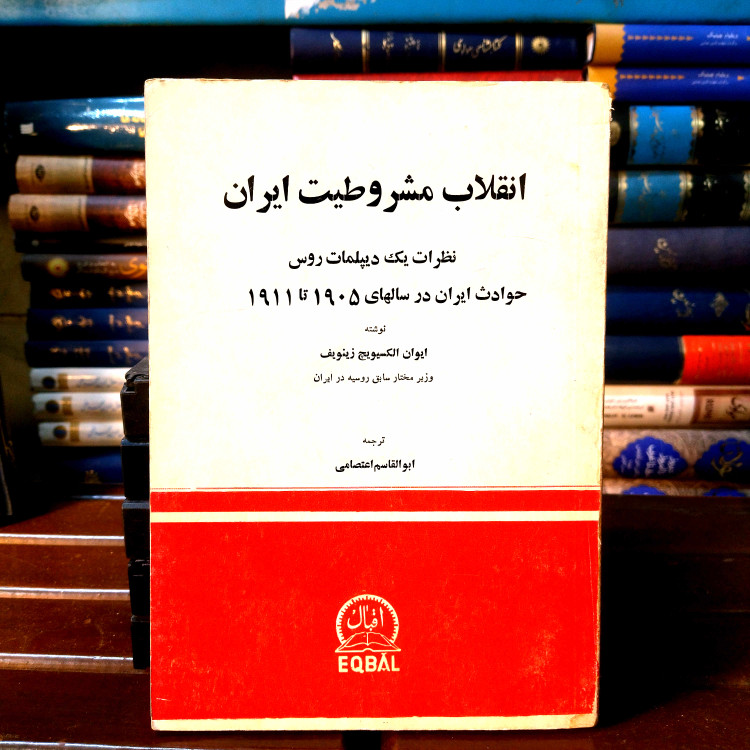 انقلاب مشروطیت ایران
نظرات یک دیپلمات روس
حوادث ایران در سالهای ۱۹۰۵ تا ۱۹۱۱
نوشته
ایوان الکسیویچ زینویف
وزیر مختار سابق روسیه در ایران
ترجمه
ابوالقاسم اعتصامی
اقبال
EQBAL